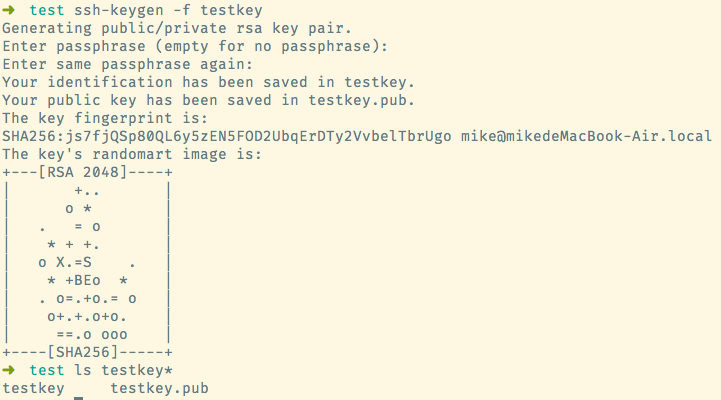 ➜  test ssh-keygen -f testkey
Generating public/private rsa key pair.
Enter passphrase (empty for no passphrase):
Enter same passphrase again:
Your identification has been saved in testkey.
Your public key has been saved in testkey.pub.
The key fingerprint is:
SHA256:js7fjQSp80QL6y5zEN5FOD2UbqErDTy2VvbelTbrUgo mike@mikedeMacBook-Air.local
The key's randomart image is:
+---[RSA 2048]----+
|       +..       |
|      o *        |
|   .   = o       |
|    * + +.       |
|   o X.=S    .   |
|    * +BEo  *    |
|   . o=.+o.= o   |
|    o+.+.o+o.    |
|     ==.o ooo    |
+----[SHA256]-----+
➜  test ls testkey*
testkey     testkey.pub